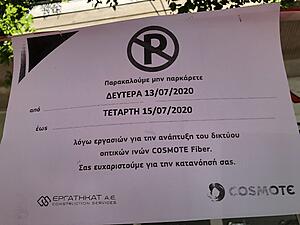 P
Παρακαλούμε μην παρκάρετε
ΔΕΥΤΕΡΑ 13/07/2020
από
ΤΕΤΑΡΤΗ 15/07/2020
έως
λόγω εργασιών για την ανάπτυξη του δικτύου
οπτικών ινών COSMOTE Fiber.
Σας ευχαριστούμε για την κατανόησή σας.
ΕΡΓΑΤΗΚΑΤ Α.Ε.
CONSTRUCTION SERVICES
COSMOTE